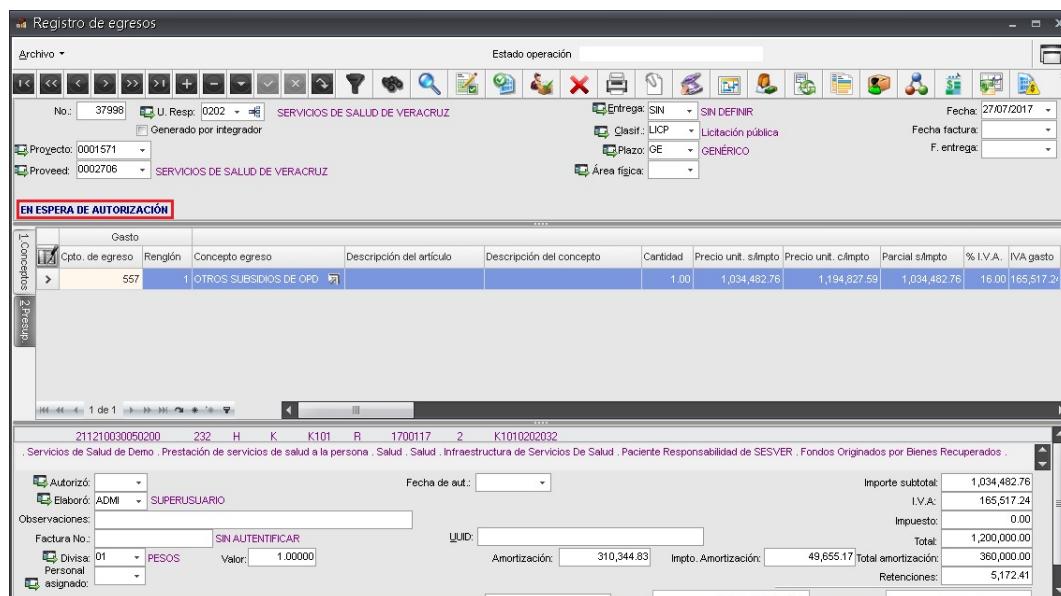 Registro de egresos
Archivo
Estado operación
No.: 37998 U. Resp: 0202 SERVICIOS DE SALUD DE VERACRUZ Entrega: SIN SIN DEFINIR Fecha: 27/07/2017
Generado por integrador Clasif.: LICP Licitación pública Fecha factura:
Proyecto: 0001571 Plazo: GE GENÉRICO F. entrega:
Proveed: 0002706 SERVICIOS DE SALUD DE VERACRUZ Área física:
EN ESPERA DE AUTORIZACIÓN
1.Conceptos
2.Presup.
Gasto
Cpto. de egreso Renglón Concepto egreso Descripción del artículo Descripción del concepto Cantidad Precio unit. s/impto Precio unit. c/impto Parcial s/impto % I.V.A. IVA gasto
557 1 OTROS SUBSIDIOS DE OPD 1.00 1,034,482.76 1,194,827.59 1,034,482.76 16.00 165,517.24
1 de 1
211210030050200 232 H K K101 R 1700117 2 K1010202032
. Servicios de Salud de Demo . Prestación de servicios de salud a la persona . Salud . Salud . Infraestructura de Servicios De Salud . Paciente Responsabilidad de SESVER . Fondos Originados por Bienes Recuperados .
Autorizó: Fecha de aut.: Importe subtotal: 1,034,482.76
Elaboró: ADMI SUPERUSUARIO I.V.A: 165,517.24
Observaciones: Impuesto: 0.00
Factura No.: SIN AUTENTIFICAR UUID: Total: 1,200,000.00
Divisa: 01 PESOS Valor: 1.00000 Amortización: 310,344.83 Impto. Amortización: 49,655.17 Total amortización: 360,000.00
Personal asignado: Retenciones: 5,172.41